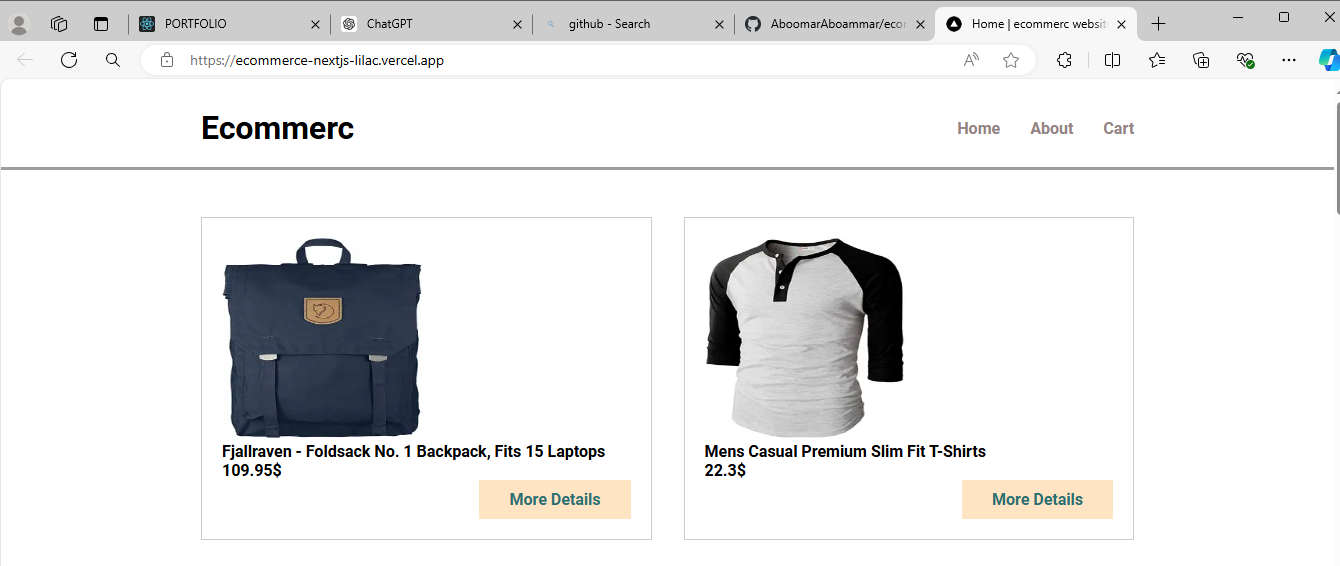 PORTFOLIO
ChatGPT
github - Search
AboomarAboammar/econ
Home | ecommerc websit
https://ecommerce-nextjs-lilac.vercel.app
Ecommerc
Home About Cart
Fjallraven - Foldsack No. 1 Backpack, Fits 15 Laptops
109.95$
More Details
Mens Casual Premium Slim Fit T-Shirts
22.3$
More Details